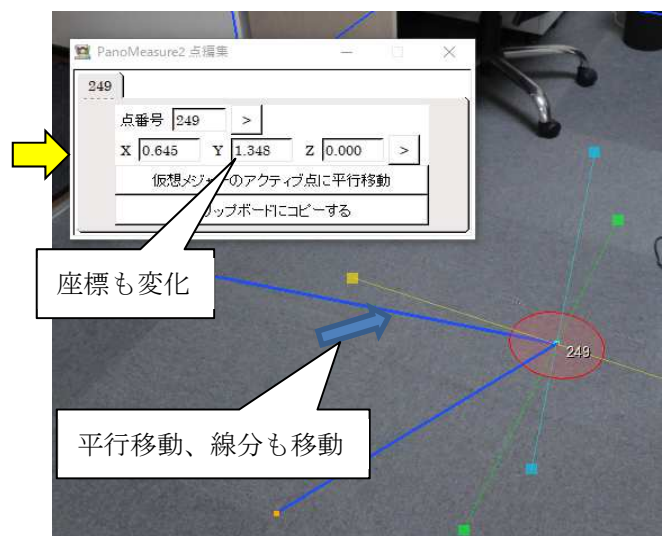 PanoMeasure2 点編集
249
点番号 249 >
X 0.645 Y 1.348 Z 0.000 >
仮想メジャーのアクティブ点に平行移動
リップボードにコピーする
座標も変化
249
平行移動、線分も移動